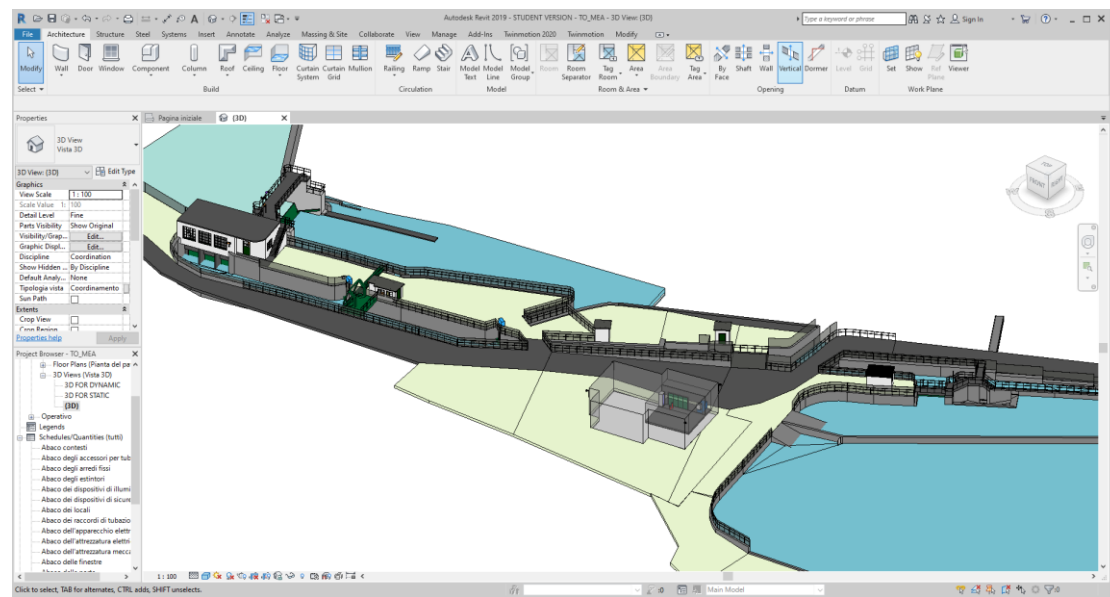 Autodesk Revit 2019 - STUDENT VERSION - TO_MEA - 3D View: {3D}
Type a keyword or phrase
Sign In
File Architecture Structure Steel Systems Insert Annotate Analyze Massing & Site Collaborate View Manage Add-Ins Twinmotion 2020 Twinmotion Modify
Modify Wall Door Window Component Column Roof Ceiling Floor Curtain System Curtain Grid Mullion Railing Ramp Stair Model Text Model Line Model Group Room Room Separator Tag Room Area Area Boundary Tag Area By Face Shaft Wall Vertical Dormer Level Grid Set Show Ref Plane Viewer
Select Build Circulation Model Room & Area Opening Datum Work Plane
Properties
Pagina iniziale
{3D}
3D View
Vista 3D
3D View: {3D}
Edit Type
Graphics
View Scale 1 : 100
Scale Value 1: 100
Detail Level Fine
Parts Visibility Show Original
Visibility/Grap... Edit...
Graphic Displ... Edit...
Discipline Coordination
Show Hidden ... By Discipline
Default Analy... None
Tipologia vista Coordinamento
Sun Path
Extents
Crop View
Crop Region
Properties help
Apply
Project Browser - TO_MEA
Floor Plans (Pianta del pa
3D Views (Vista 3D)
3D FOR DYNAMIC
3D FOR STATIC
{3D}
Operativo
Legends
Schedules/Quantities (tutti)
Abaco contesti
Abaco degli accessori per tub
Abaco degli arredi fissi
Abaco degli estintori
Abaco dei dispositivi di illumi
Abaco dei dispositivi di sicure
Abaco dei locali
Abaco dei raccordi di tubazio
Abaco dell'apparecchio elettr
Abaco dell'attrezzatura elettri
Abaco dell'attrezzatura mecca
Abaco delle finestre
TOP
FRONT
1 : 100
Click to select, TAB for alternates, CTRL adds, SHIFT unselects.
:0
Main Model
:0